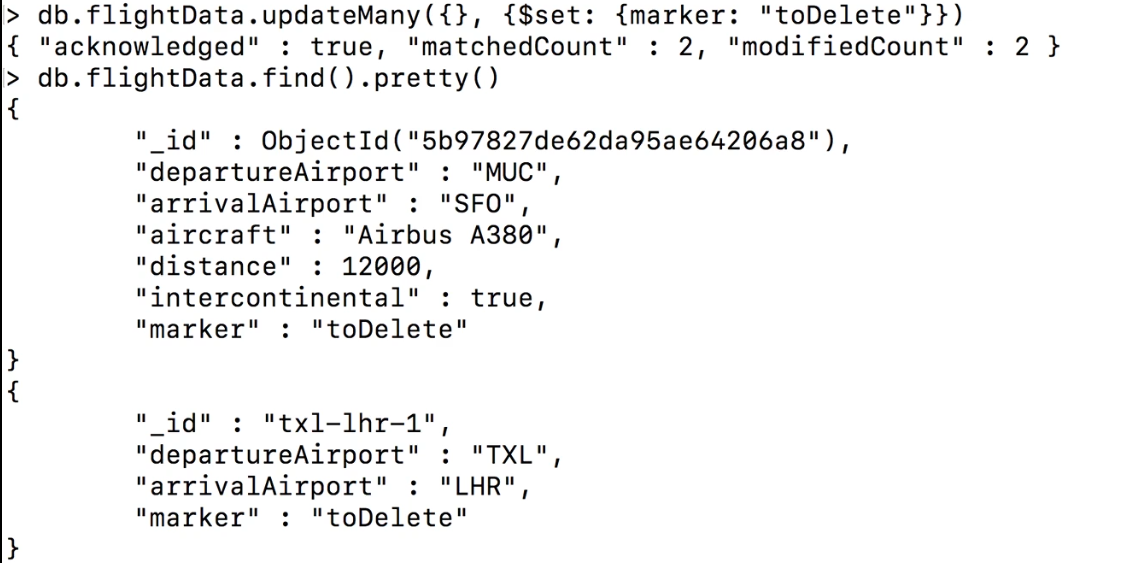 > db.flightData.updateMany({}, {$set: {marker: "toDelete"}})
{ "acknowledged" : true, "matchedCount" : 2, "modifiedCount" : 2 }
> db.flightData.find().pretty()
{
"_id" : ObjectId("5b97827de62da95ae64206a8"),
"departureAirport" : "MUC",
"arrivalAirport" : "SFO",
"aircraft" : "Airbus A380",
"distance" : 12000,
"intercontinental" : true,
"marker" : "toDelete"
}
{
"_id" : "txl-lhr-1",
"departureAirport" : "TXL",
"arrivalAirport" : "LHR",
"marker" : "toDelete"
}